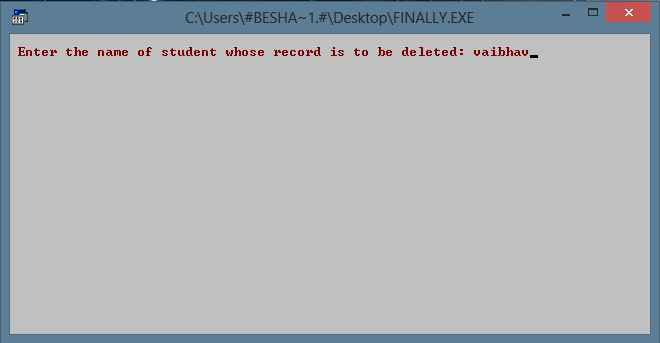 C:\Users\#BESHA~1.#\Desktop\FINALLY.EXE
Enter the name of student whose record is to be deleted: vaibhav